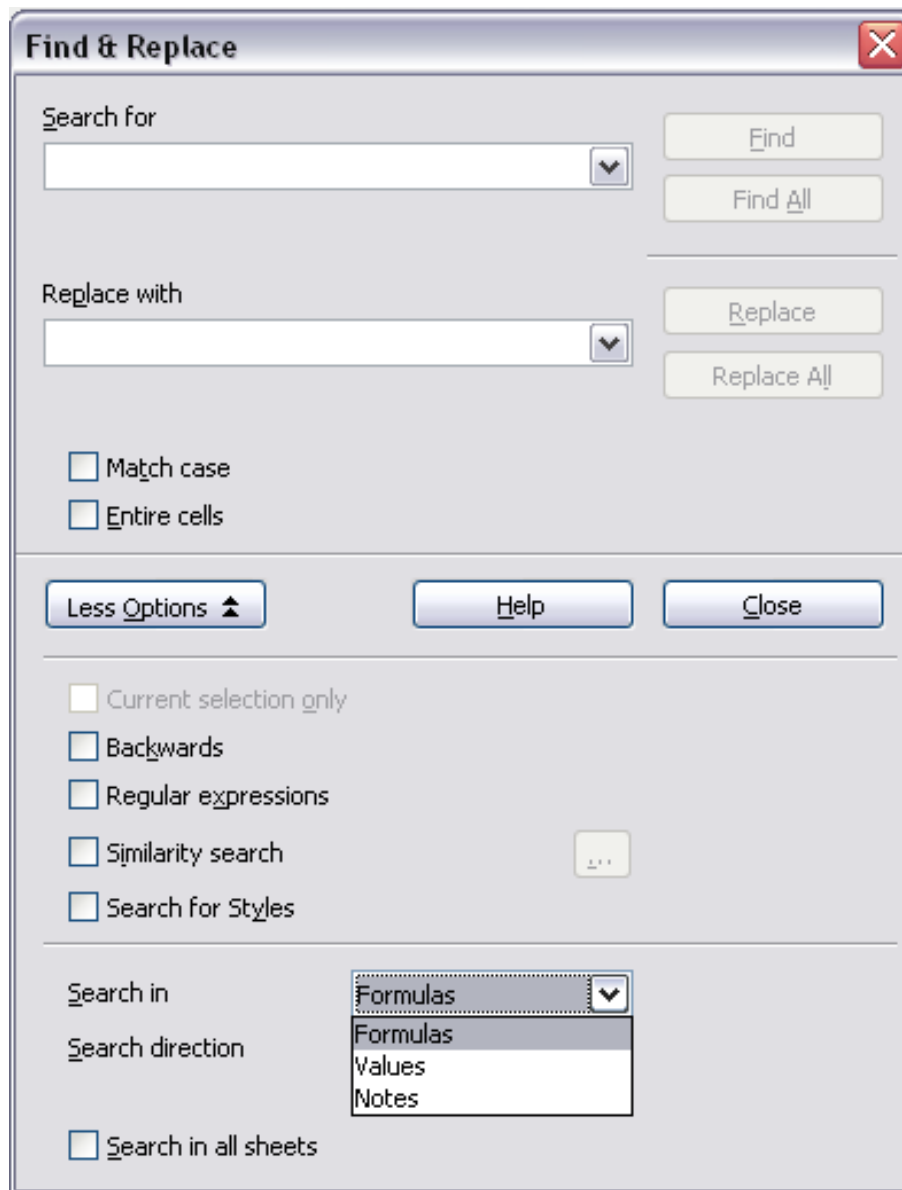 Find & Replace
Search for
Find
Find All
Replace with
Replace
Replace All
Match case
Entire cells
Less Options
Help
Close
Current selection only
Backwards
Regular expressions
Similarity search
...
Search for Styles
Search in
Formulas
Formulas
Search direction
Values
Notes
Search in all sheets